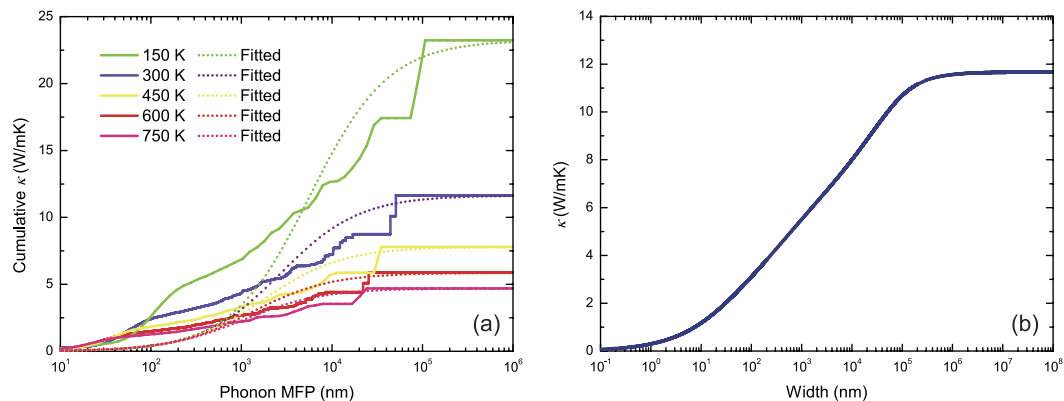 25
20
15
10
5
0
Cumulative κ (W/mK)
150 K Fitted
300 K Fitted
450 K Fitted
600 K Fitted
750 K Fitted
(a)
10^1 10^2 10^3 10^4 10^5 10^6
Phonon MFP (nm)
14
12
10
8
6
4
2
0
κ (W/mK)
(b)
10^-1 10^0 10^1 10^2 10^3 10^4 10^5 10^6 10^7 10^8
Width (nm)